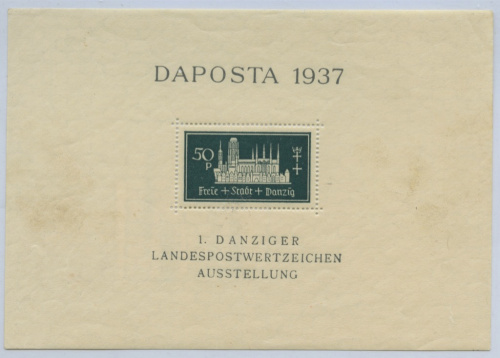 DAPOSTA 1937
50
P
Freie + Stadt + Danzig
1. DANZIGER
LANDESPOSTWERTZEICHEN
AUSSTELLUNG